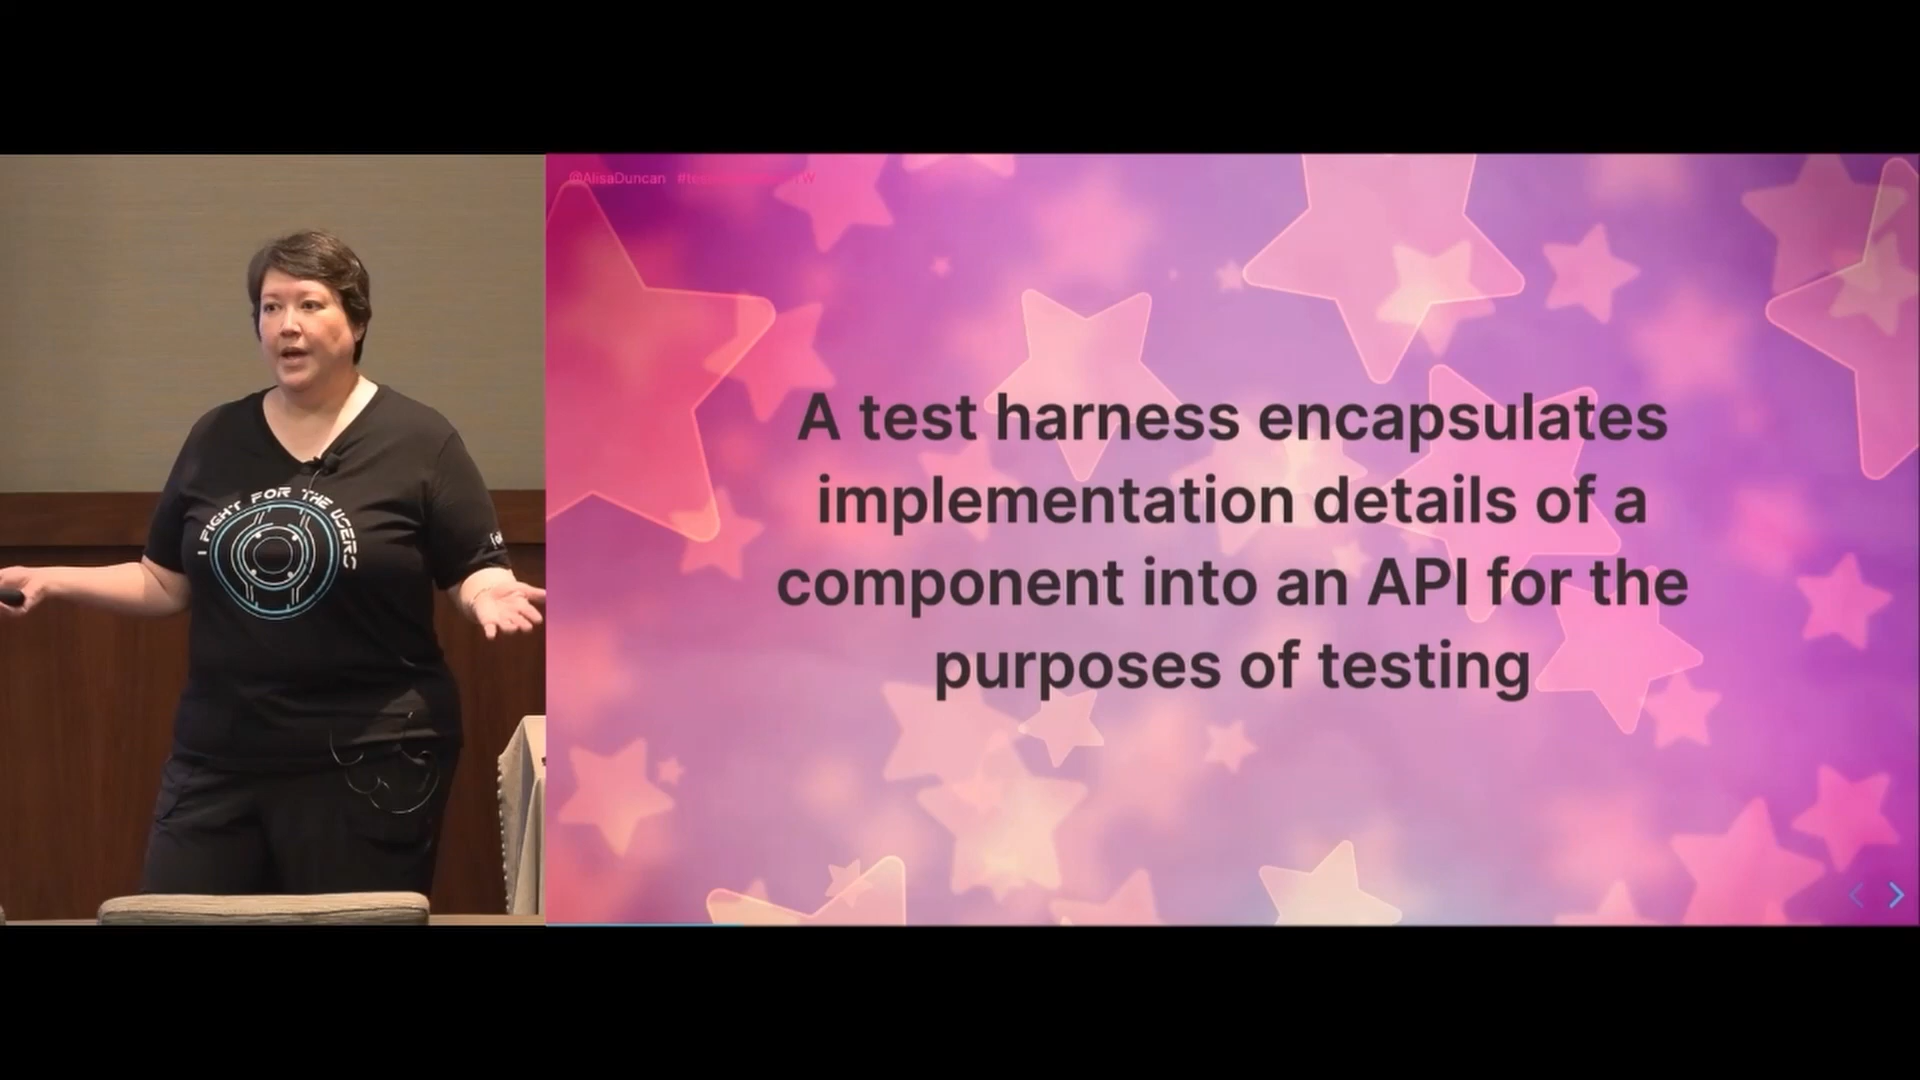 @AlisaDuncan
A test harness encapsulates
implementation details of a
component into an API for the
purposes of testing
I FIGHT FOR THE USERS